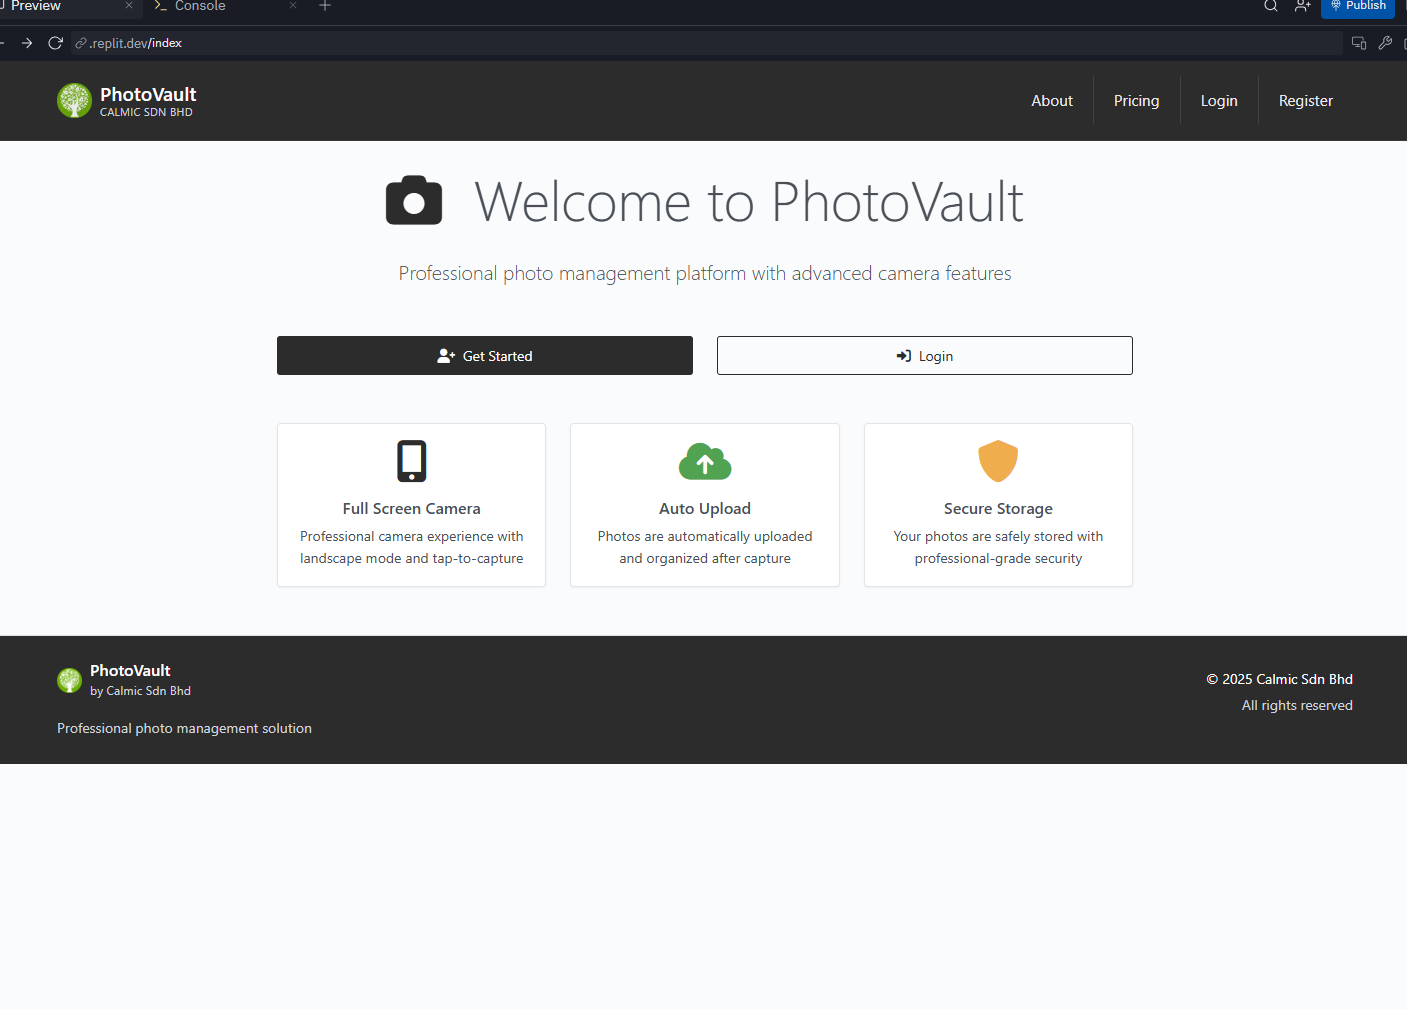 Preview
Console
Publish
.replit.dev/index
PhotoVault
CALMIC SDN BHD
About
Pricing
Login
Register
Welcome to PhotoVault
Professional photo management platform with advanced camera features
Get Started
Login
Full Screen Camera
Professional camera experience with
landscape mode and tap-to-capture
Auto Upload
Photos are automatically uploaded
and organized after capture
Secure Storage
Your photos are safely stored with
professional-grade security
PhotoVault
by Calmic Sdn Bhd
Professional photo management solution
© 2025 Calmic Sdn Bhd
All rights reserved